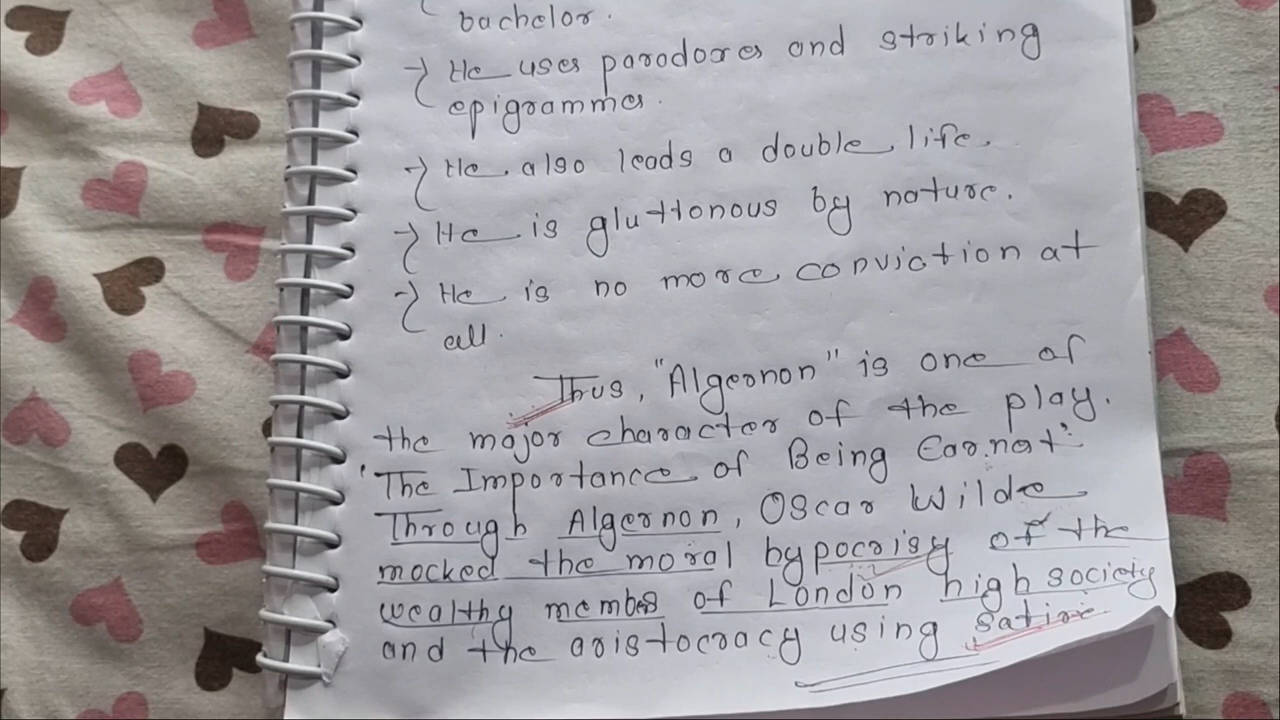 bachelor.
→ He uses paradoxes and striking
epigrammes.
→ He also leads a double life.
→ He is gluttonous by nature.
→ He is no more conviction at
all.
Thus, "Algeonon" is one of
the major character of the play.
'The Importance of Being Earnat'
Through Algernon, Oscar Wilde
mocked the moral hypocrisy of the
wealthy member of London high society
and the aristocracy using satire